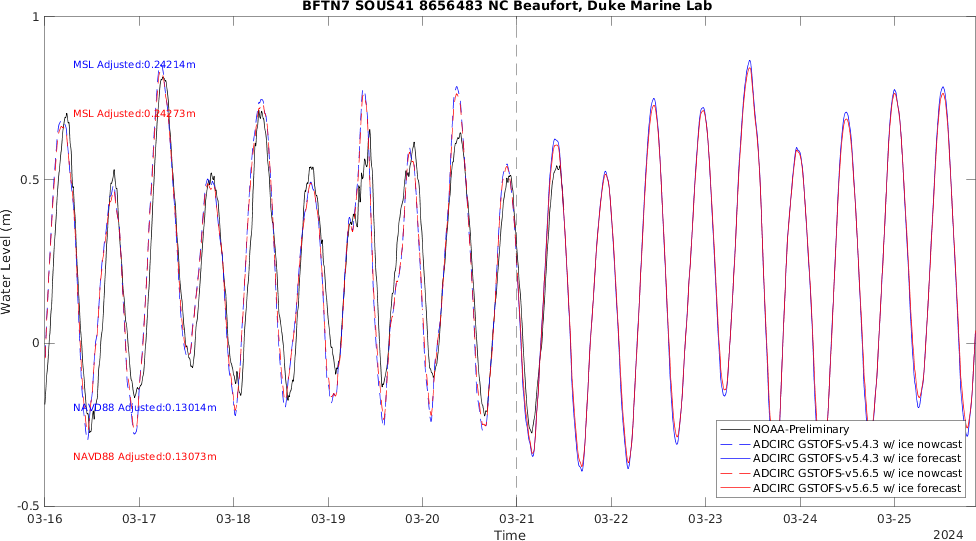 BFTN7 SOUS41 8656483 NC Beaufort, Duke Marine Lab
1
0.5
0
-0.5
Water Level (m)
MSL Adjusted:0.24214m
MSL Adjusted:0.24273m
NAVD88 Adjusted:0.13014m
NAVD88 Adjusted:0.13073m
NOAA-Preliminary
ADCIRC GSTOFS-v5.4.3 w/ ice nowcast
ADCIRC GSTOFS-v5.4.3 w/ ice forecast
ADCIRC GSTOFS-v5.6.5 w/ ice nowcast
ADCIRC GSTOFS-v5.6.5 w/ ice forecast
03-16 03-17 03-18 03-19 03-20 03-21 03-22 03-23 03-24 03-25
Time
2024